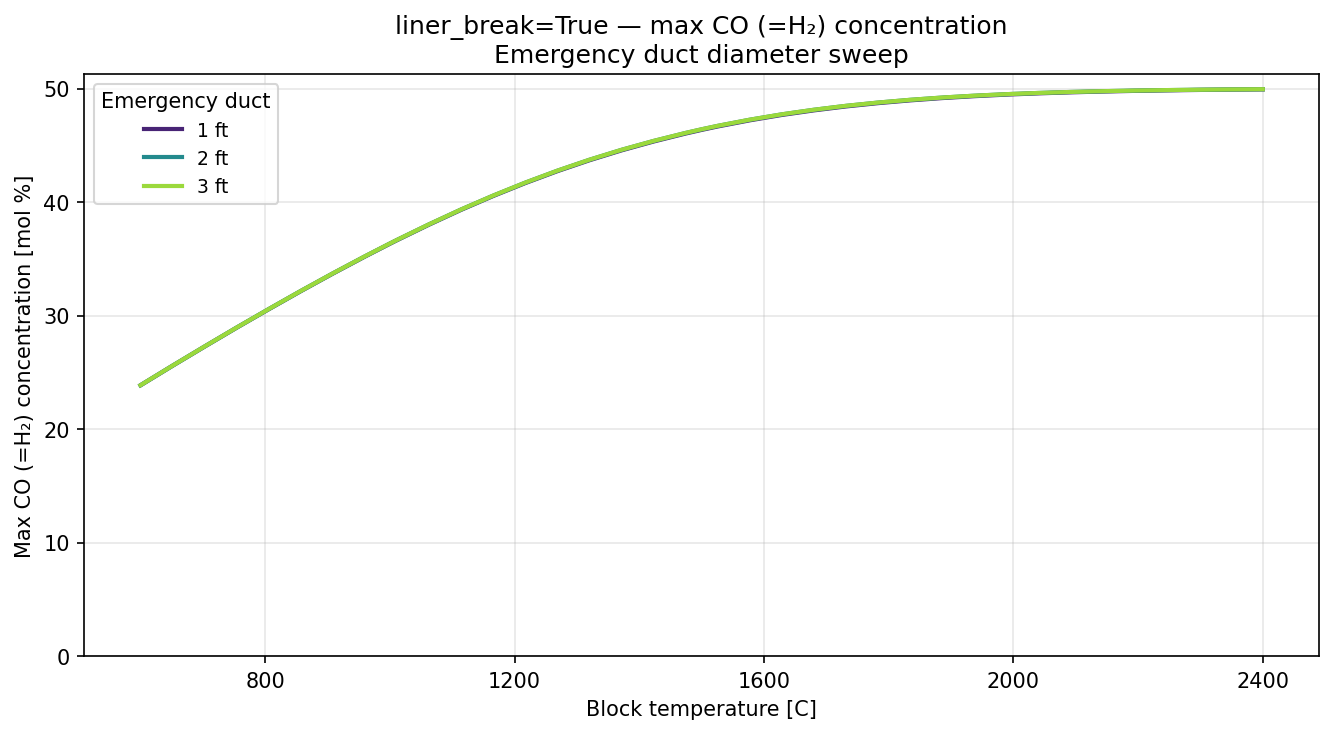 liner_break=True — max CO (=H₂) concentration
Emergency duct diameter sweep
Max CO (=H₂) concentration [mol %]
50
40
30
20
10
0
Emergency duct
1 ft
2 ft
3 ft
800
1200
1600
2000
2400
Block temperature [C]